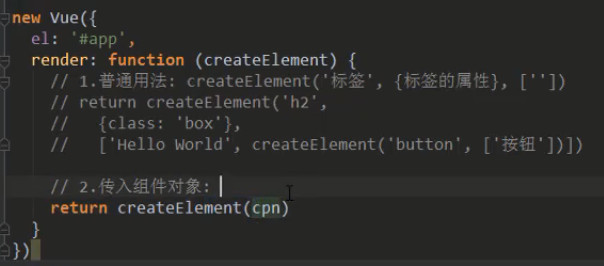 new Vue({
  el: '#app',
  render: function (createElement) {
    // 1.普通用法: createElement('标签', {标签的属性}, [''])
    // return createElement('h2',
    //   {class: 'box'},
    //   ['Hello World', createElement('button', ['按钮'])])
    // 2.传入组件对象:
    return createElement(cpn)
  }
})